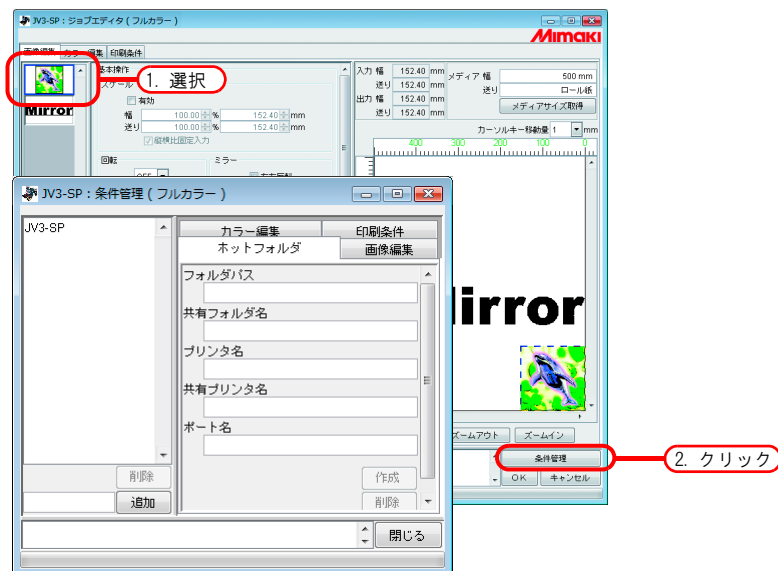 JV3-SP : ジョブエディタ ( フルカラー )
Mimaki
印刷条件
1. 選択
基本操作
スケール
有効
幅 100.00 % 152.40 mm
送り 100.00 % 152.40 mm
縦横比固定入力
回転
ミラー
OFF
Mirror
入力 幅 152.40 mm
送り 152.40 mm
出力 幅 152.40 mm
送り 152.40 mm
メディア 幅 500 mm
送り ロール紙
メディアサイズ取得
カーソルキー移動量 1 mm
400 300 200 100 0
irror
ズームアウト ズームイン
条件管理
OK キャンセル
2. クリック
JV3-SP : 条件管理 ( フルカラー )
JV3-SP
カラー編集 印刷条件
ホットフォルダ 画像編集
フォルダパス
共有フォルダ名
プリンタ名
共有プリンタ名
ポート名
削除
追加
作成
削除
閉じる